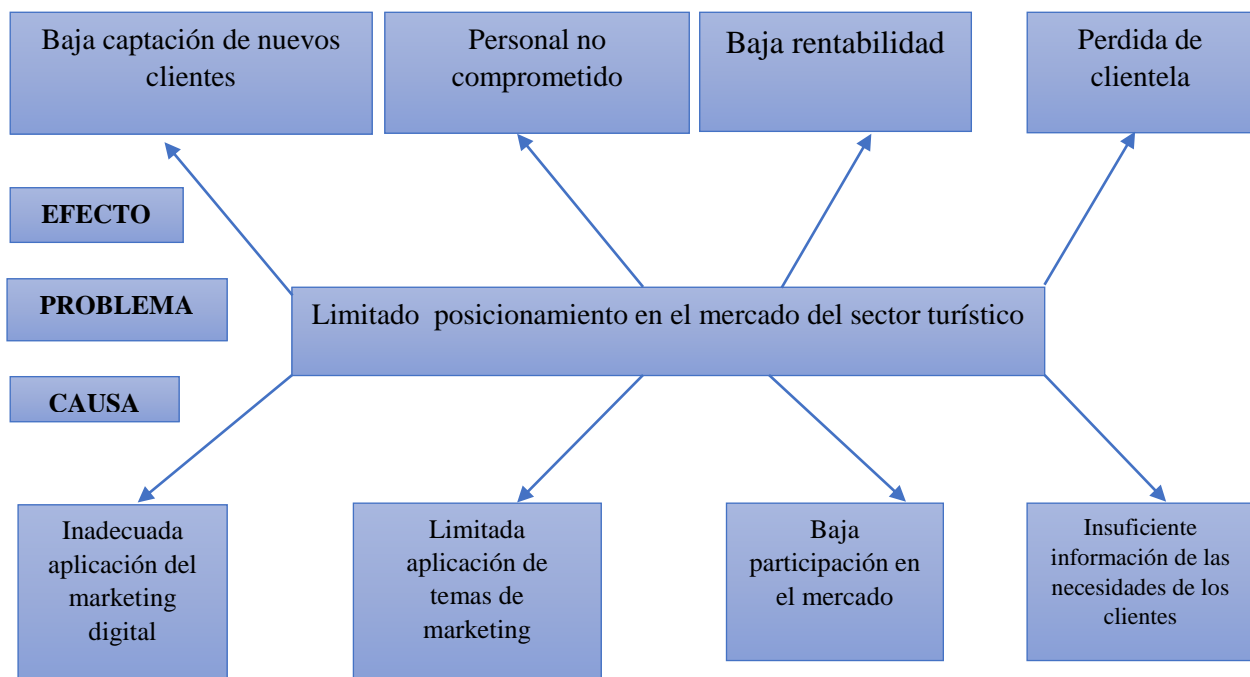 Baja captación de nuevos
clientes
Personal no
comprometido
Baja rentabilidad
Perdida de
clientela
EFECTO
PROBLEMA
Limitado posicionamiento en el mercado del sector turístico
CAUSA
Inadecuada
aplicación del
marketing
digital
Limitada
aplicación de
temas de
marketing
Baja
participación en
el mercado
Insuficiente
información de las
necesidades de los
clientes